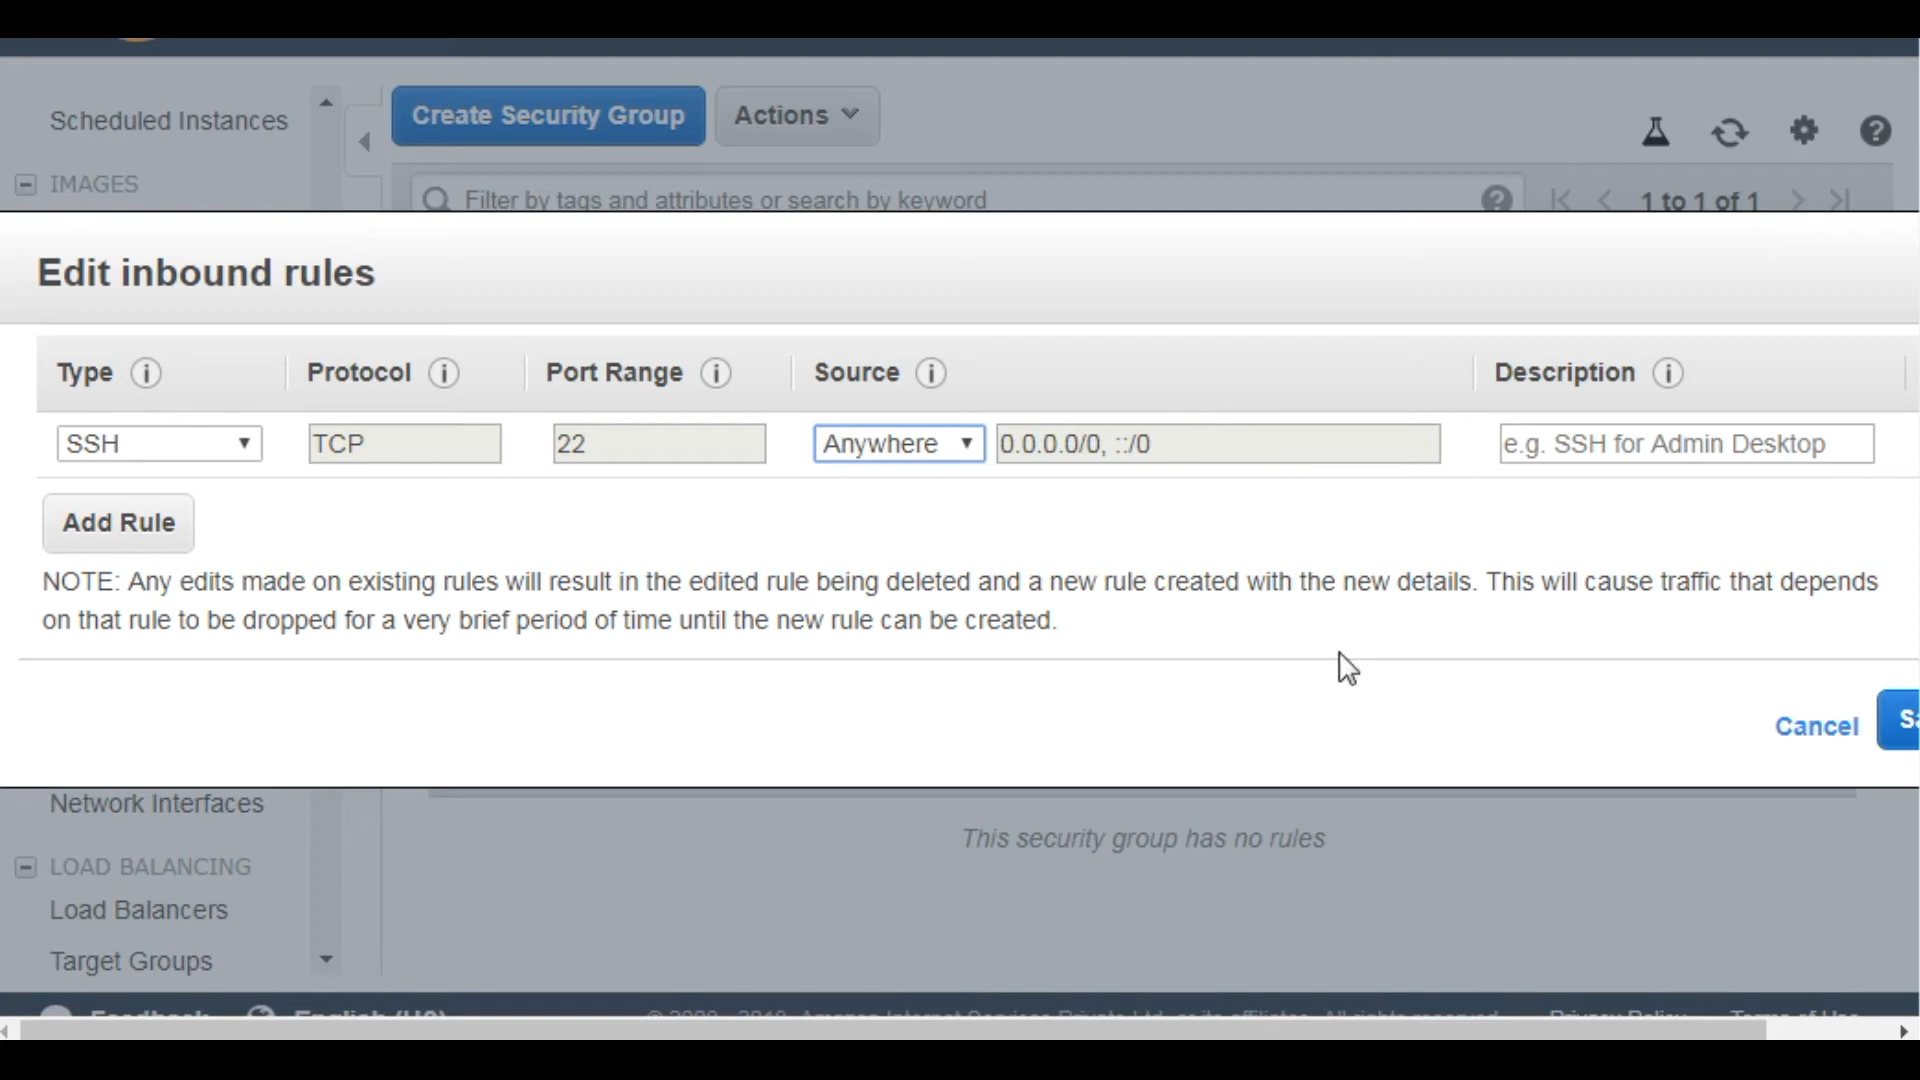 Scheduled Instances
Create Security Group
Actions
IMAGES
Filter by tags and attributes or search by keyword
1 to 1 of 1
Edit inbound rules
Type Protocol Port Range Source Description
SSH TCP 22 Anywhere 0.0.0.0/0, ::/0 e.g. SSH for Admin Desktop
Add Rule
NOTE: Any edits made on existing rules will result in the edited rule being deleted and a new rule created with the new details. This will cause traffic that depends
on that rule to be dropped for a very brief period of time until the new rule can be created.
Cancel
Network Interfaces
This security group has no rules
LOAD BALANCING
Load Balancers
Target Groups
Feedback English (US)